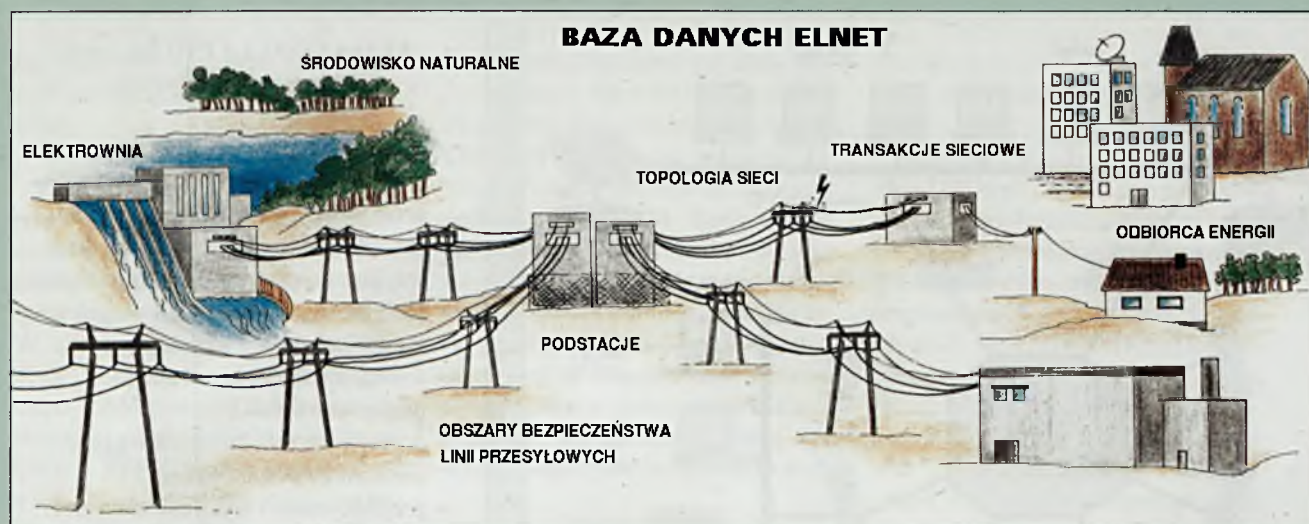 BAZA DANYCH ELNET
ŚRODOWISKO NATURALNE
ELEKTROWNIA
TRANSAKCJE SIECIOWE
TOPOLOGIA SIECI
ODBIORCA ENERGII
PODSTACJE
OBSZARY BEZPIECZEŃSTWA
LINII PRZESYŁOWYCH